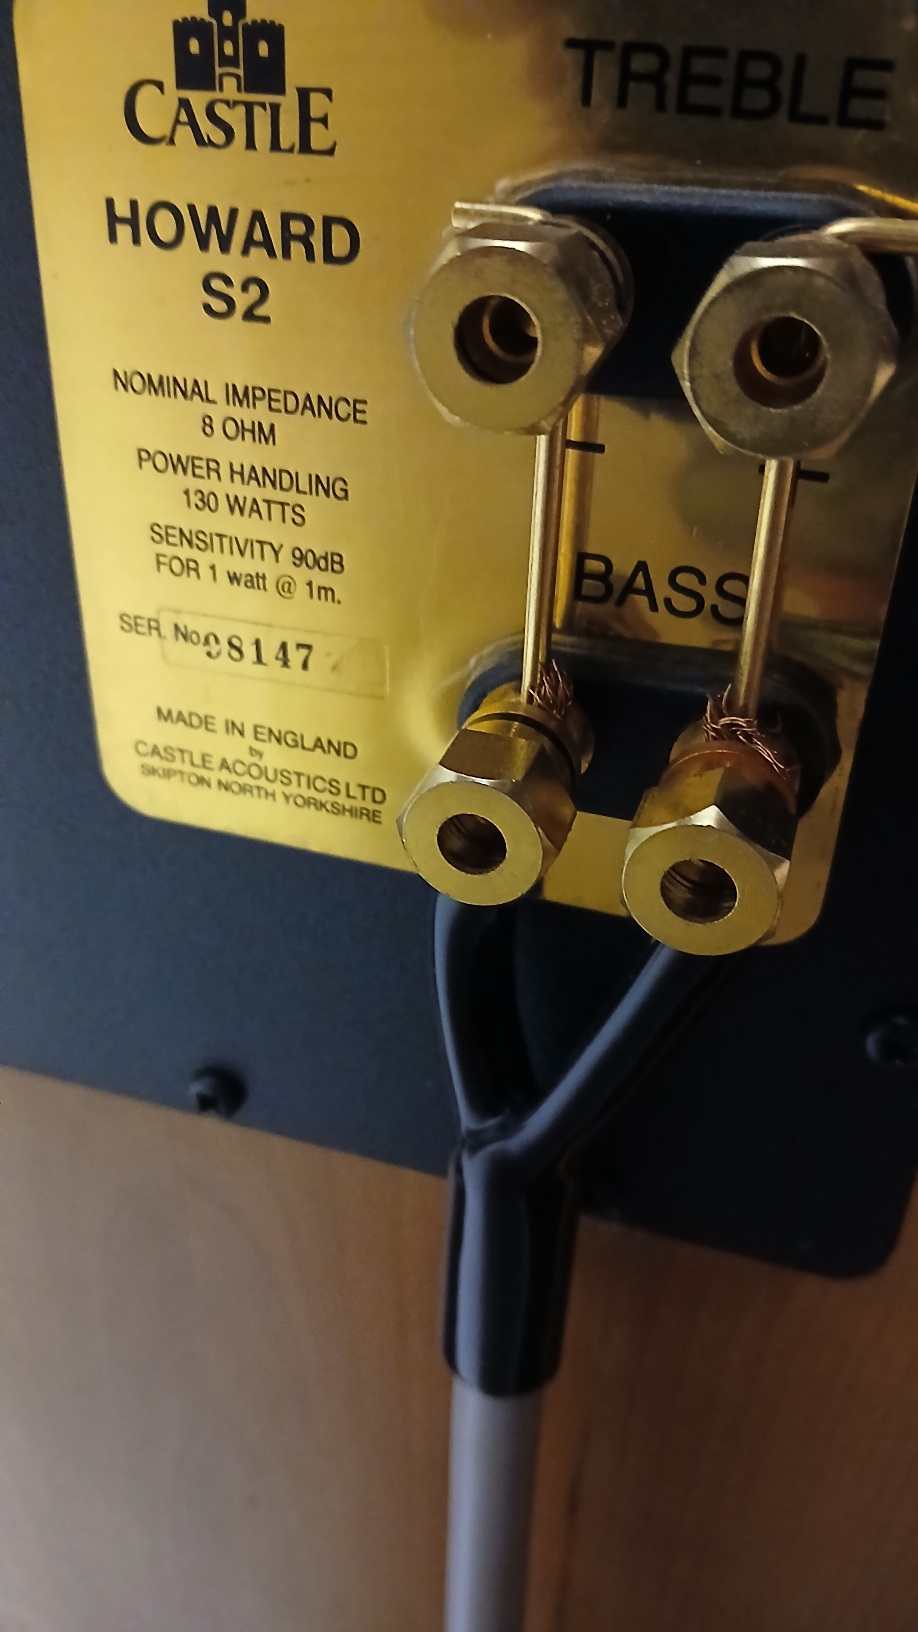 CASTLE
HOWARD
S2
NOMINAL IMPEDANCE
8 OHM
POWER HANDLING
130 WATTS
SENSITIVITY 90dB
FOR 1 watt @ 1m.
SER. No. 08147
MADE IN ENGLAND
by
CASTLE ACOUSTICS LTD
SKIPTON NORTH YORKSHIRE
TREBLE
− +
BASS